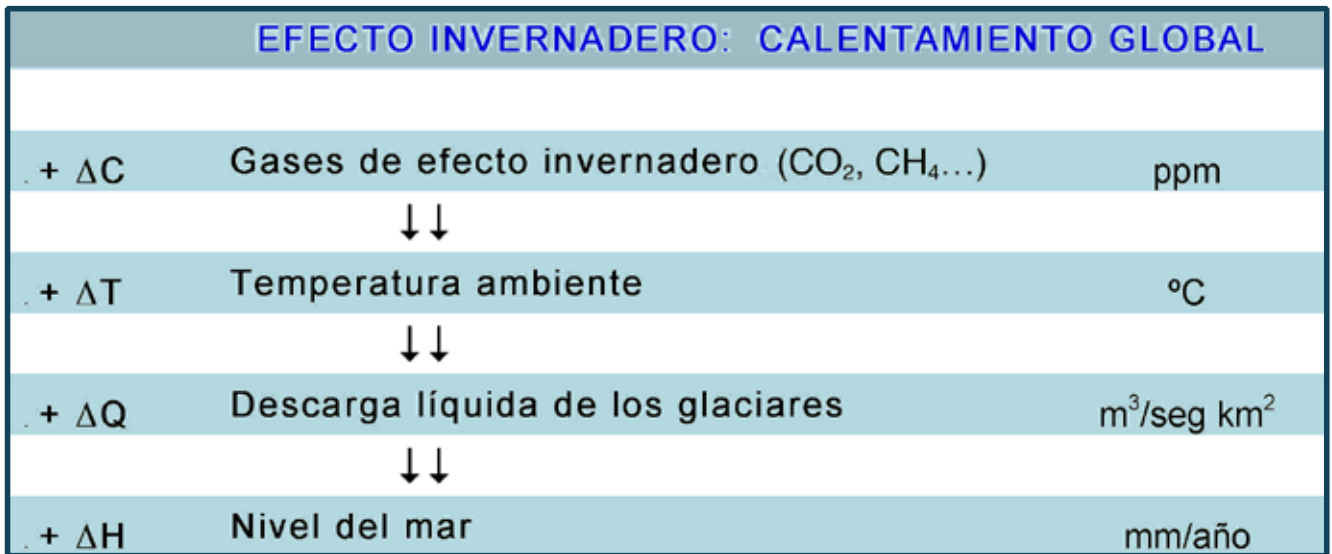 EFECTO INVERNADERO: CALENTAMIENTO GLOBAL
. + ΔC Gases de efecto invernadero (CO₂, CH₄...) ppm
↓↓
. + ΔT Temperatura ambiente ºC
↓↓
. + ΔQ Descarga líquida de los glaciares m³/seg km²
↓↓
. + ΔH Nivel del mar mm/año